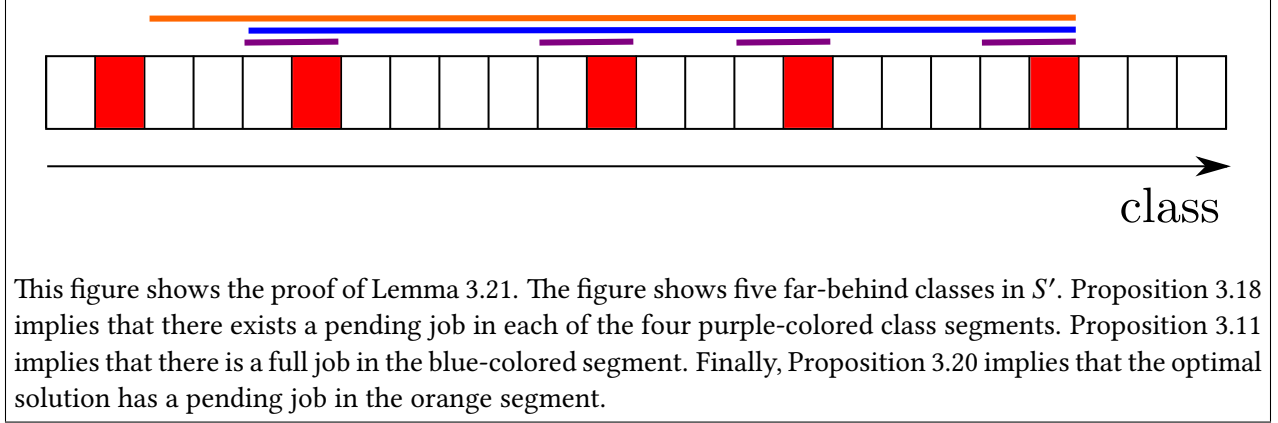 class
This figure shows the proof of Lemma 3.21. The figure shows five far-behind classes in S′. Proposition 3.18
implies that there exists a pending job in each of the four purple-colored class segments. Proposition 3.11
implies that there is a full job in the blue-colored segment. Finally, Proposition 3.20 implies that the optimal
solution has a pending job in the orange segment.